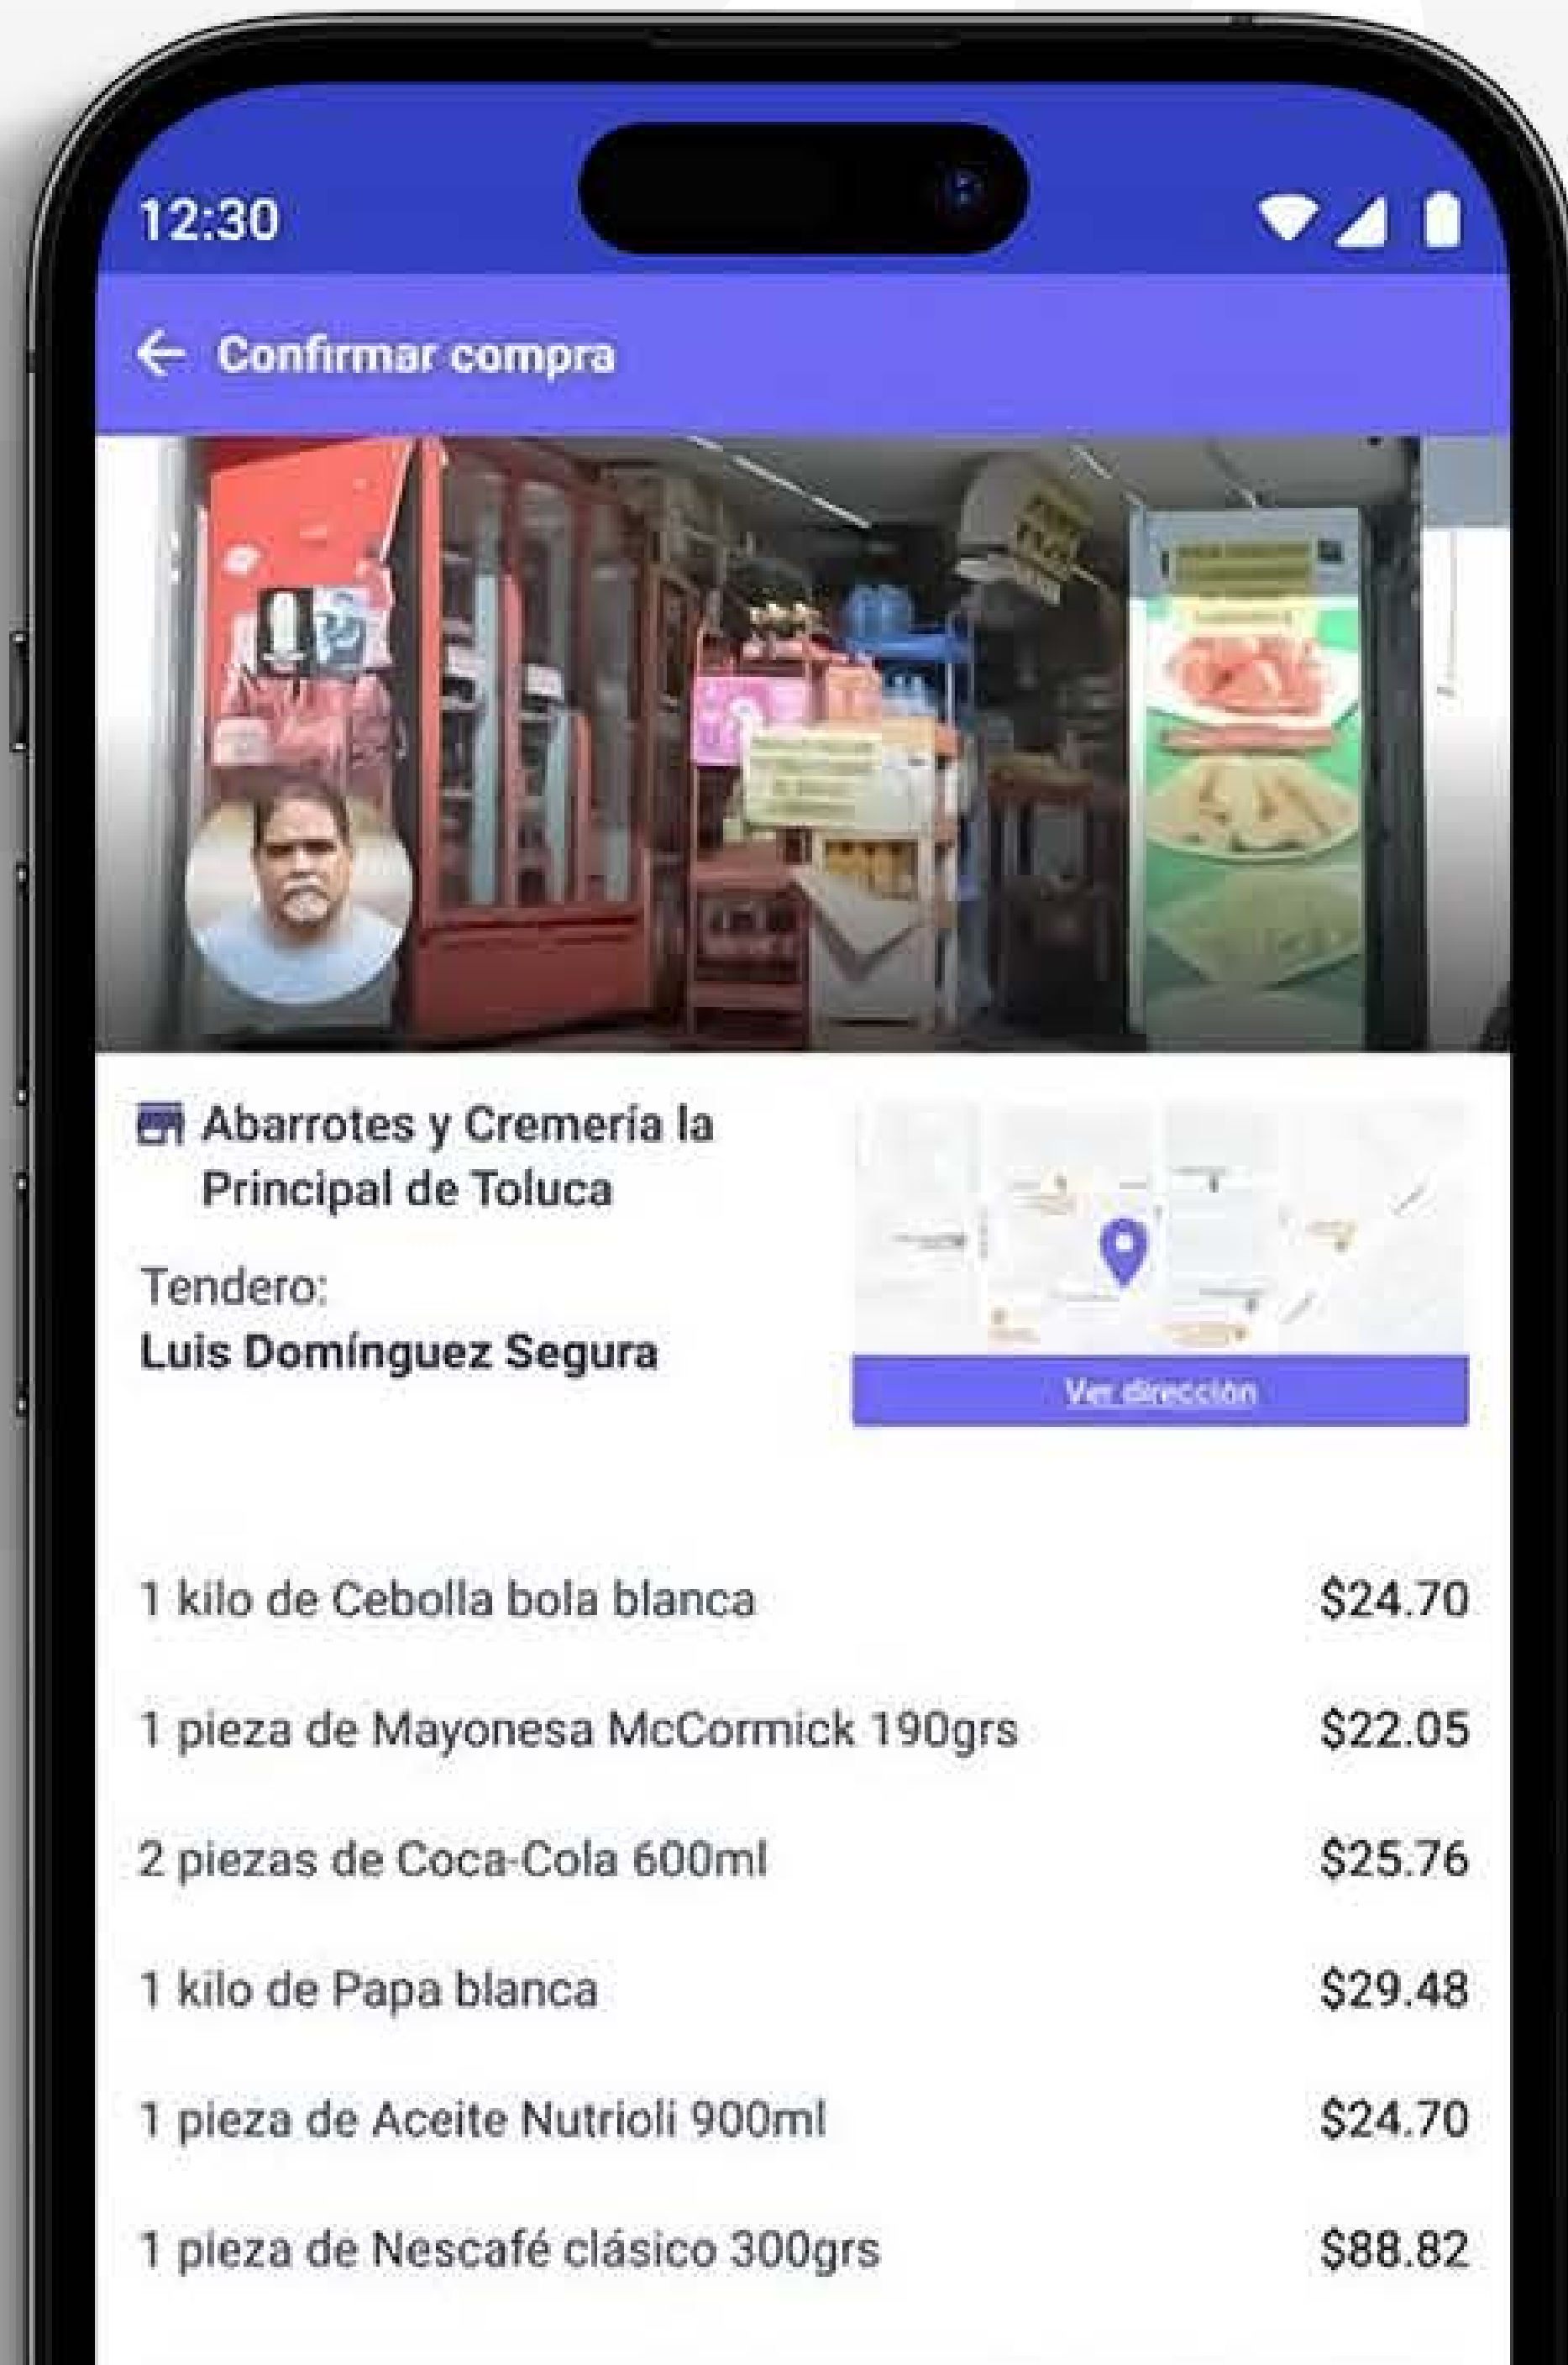 12:30
Confirmar compra
Abarrotes y Cremería la
Principal de Toluca
Tendero:
Luis Domínguez Segura
Ver dirección
1 kilo de Cebolla bola blanca $24.70
1 pieza de Mayonesa McCormick 190grs $22.05
2 piezas de Coca-Cola 600ml $25.76
1 kilo de Papa blanca $29.48
1 pieza de Aceite Nutrioli 900ml $24.70
1 pieza de Nescafé clásico 300grs $88.82